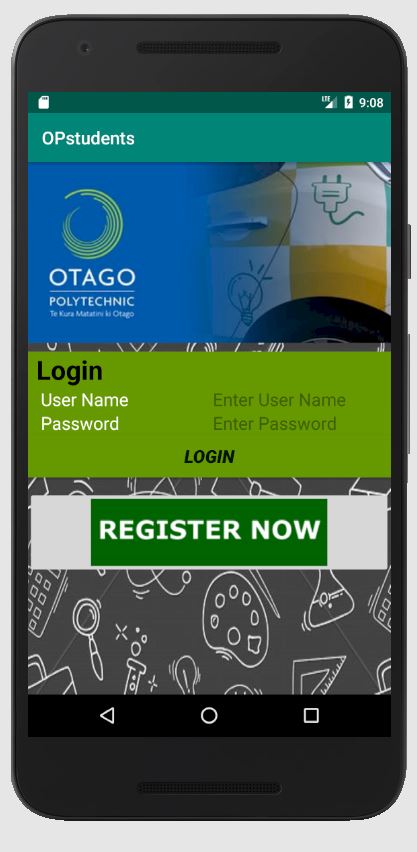 LTE 9:08
OPstudents
OTAGO
POLYTECHNIC
Te Kura Matatini ki Otago
Login
User Name Enter User Name
Password Enter Password
LOGIN
REGISTER NOW